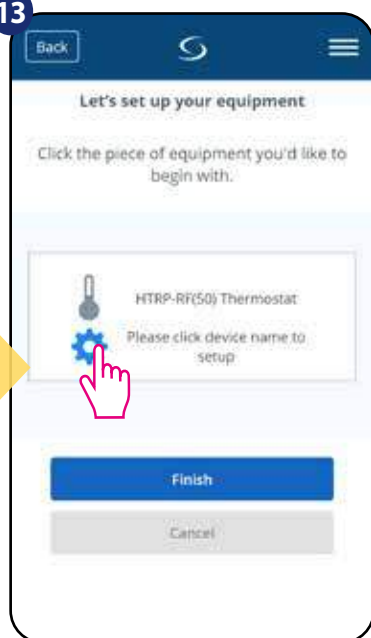 13
Back
Let's set up your equipment
Click the piece of equipment you'd like to
begin with.
HTRP-RF(50) Thermostat
Please click device name to
setup
Finish
Cancel